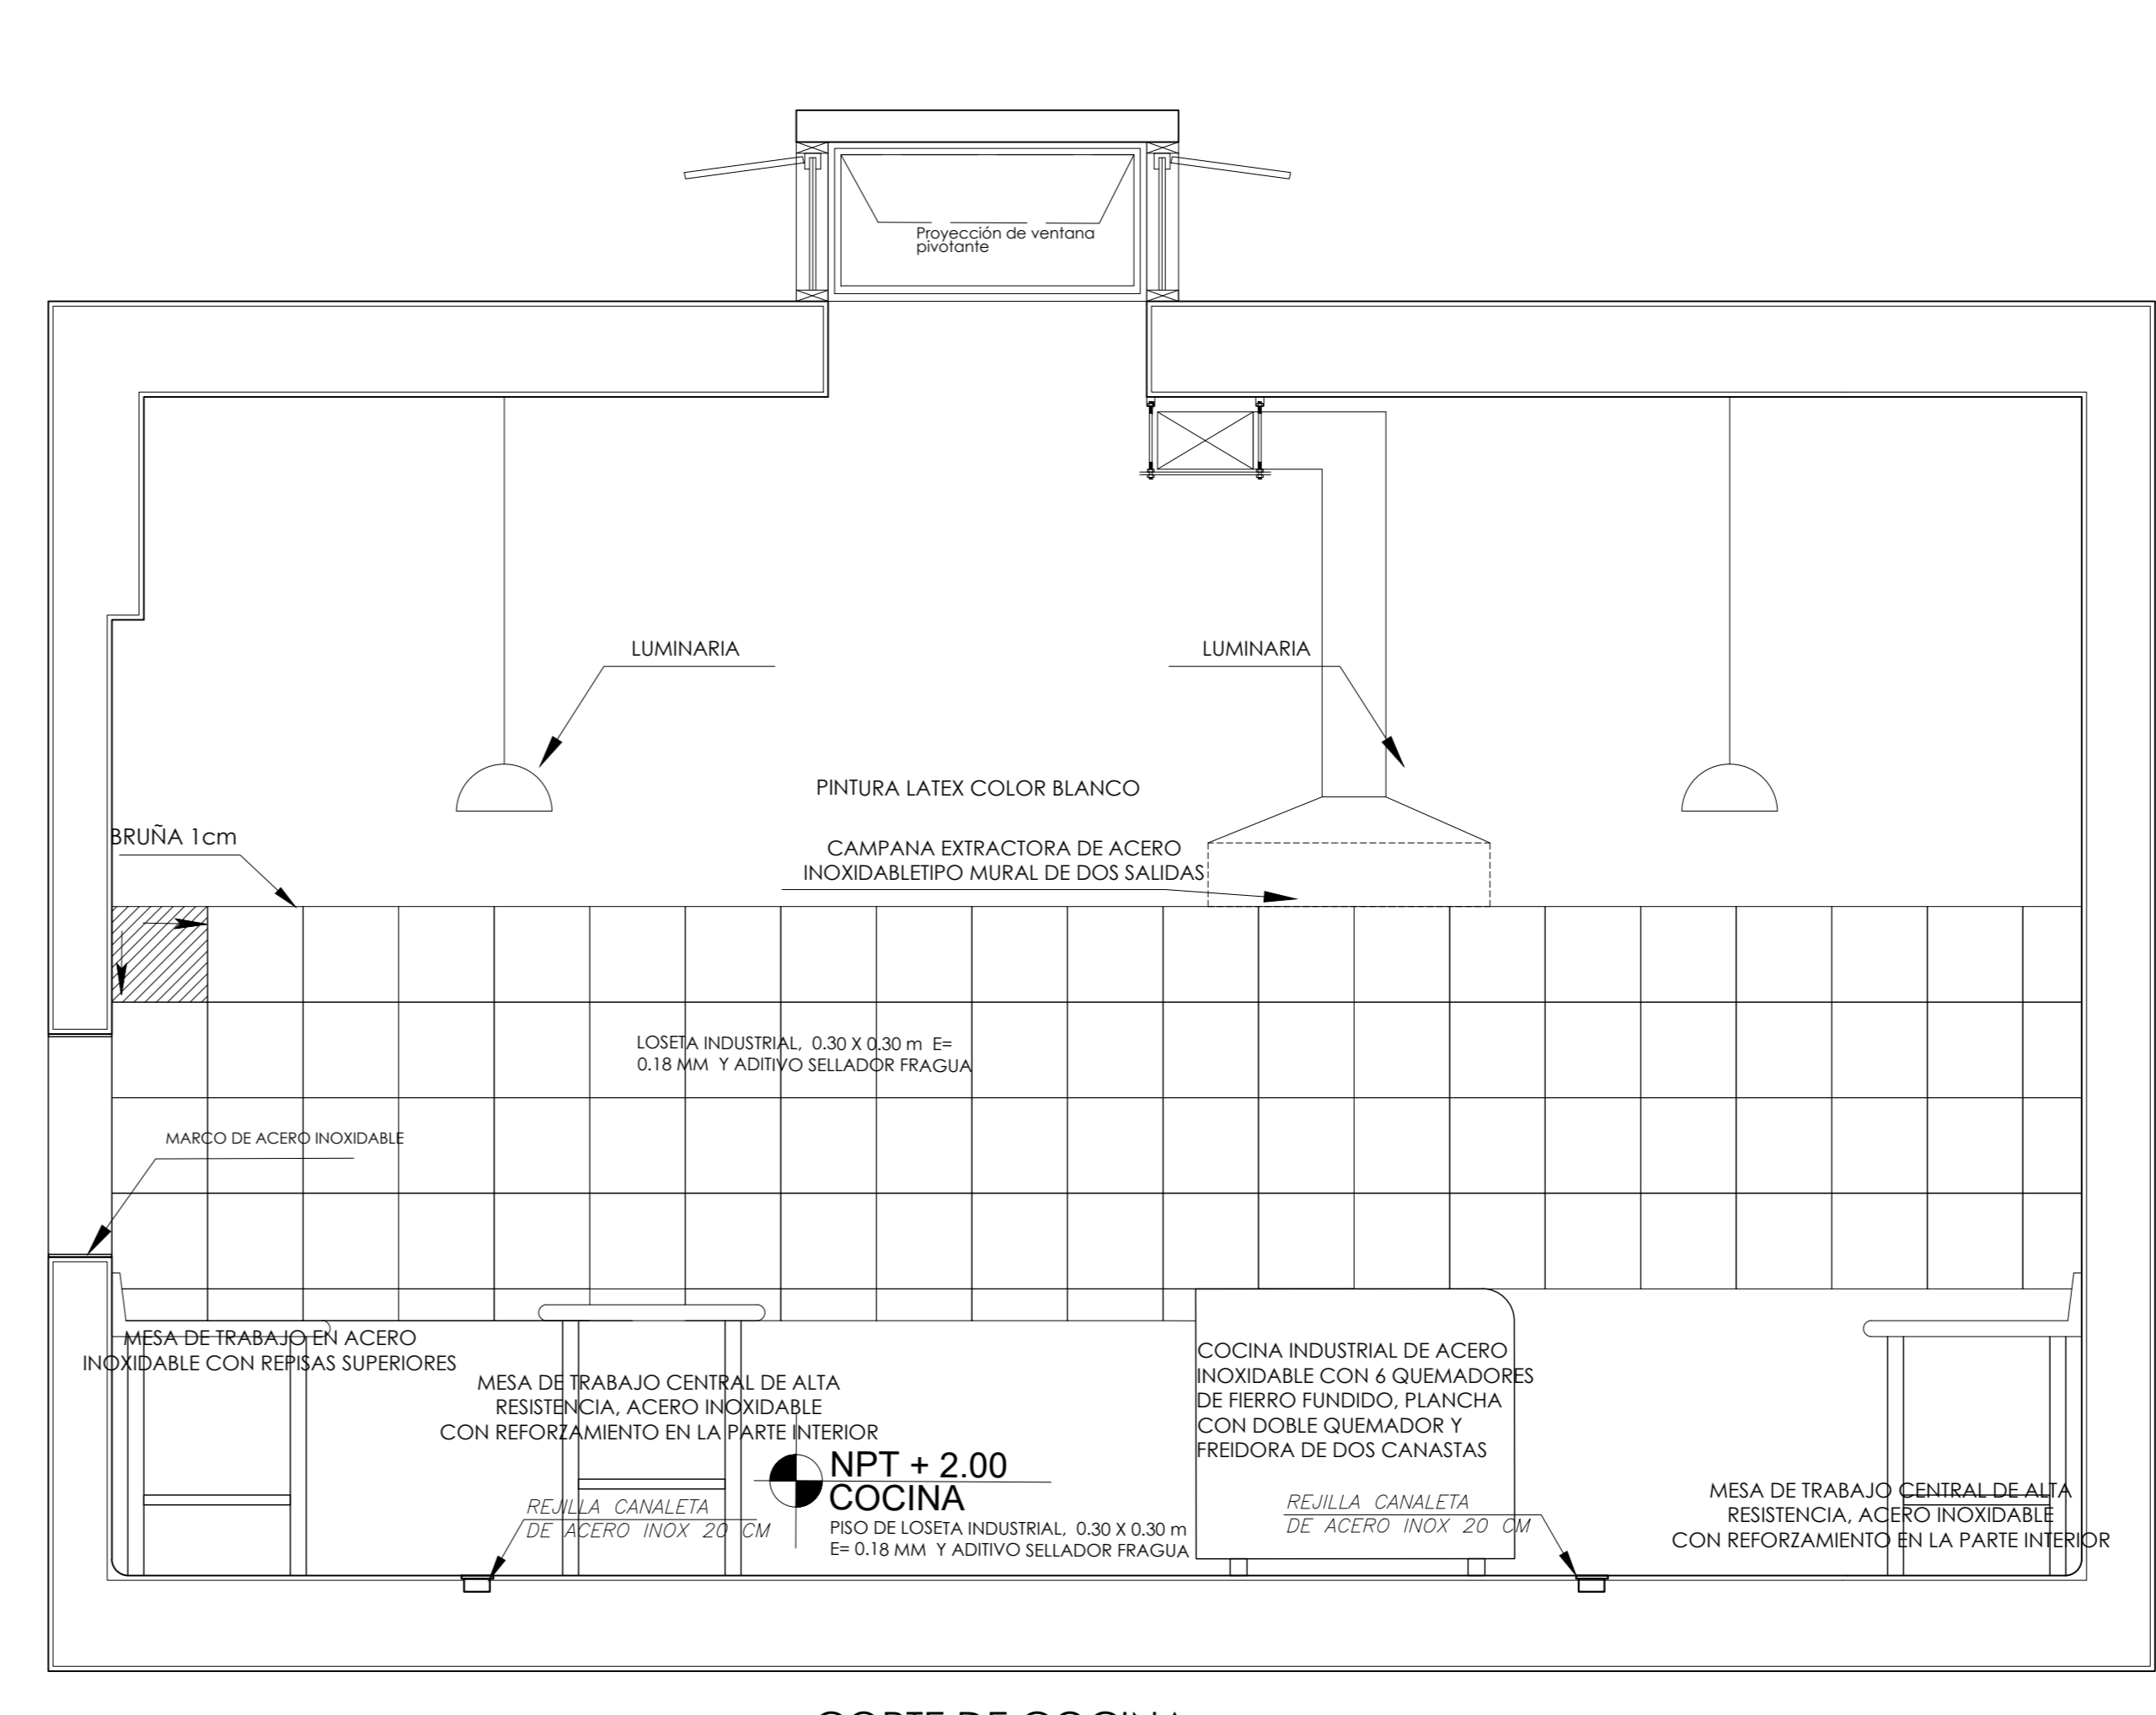 Proyección de ventana
pivotante
LUMINARIA
LUMINARIA
PINTURA LATEX COLOR BLANCO
BRUÑA 1cm
CAMPANA EXTRACTORA DE ACERO
INOXIDABLETIPO MURAL DE DOS SALIDAS
LOSETA INDUSTRIAL, 0.30 X 0.30 m E=
0.18 MM Y ADITIVO SELLADOR FRAGUA
MARCO DE ACERO INOXIDABLE
MESA DE TRABAJO EN ACERO
INOXIDABLE CON REPISAS SUPERIORES
MESA DE TRABAJO CENTRAL DE ALTA
RESISTENCIA, ACERO INOXIDABLE
CON REFORZAMIENTO EN LA PARTE INTERIOR
COCINA INDUSTRIAL DE ACERO
INOXIDABLE CON 6 QUEMADORES
DE FIERRO FUNDIDO, PLANCHA
CON DOBLE QUEMADOR Y
FREIDORA DE DOS CANASTAS
NPT + 2.00
COCINA
PISO DE LOSETA INDUSTRIAL, 0.30 X 0.30 m
E= 0.18 MM Y ADITIVO SELLADOR FRAGUA
REJILLA CANALETA
DE ACERO INOX 20 CM
REJILLA CANALETA
DE ACERO INOX 20 CM
MESA DE TRABAJO CENTRAL DE ALTA
RESISTENCIA, ACERO INOXIDABLE
CON REFORZAMIENTO EN LA PARTE INTERIOR
CORTE DE COCINA